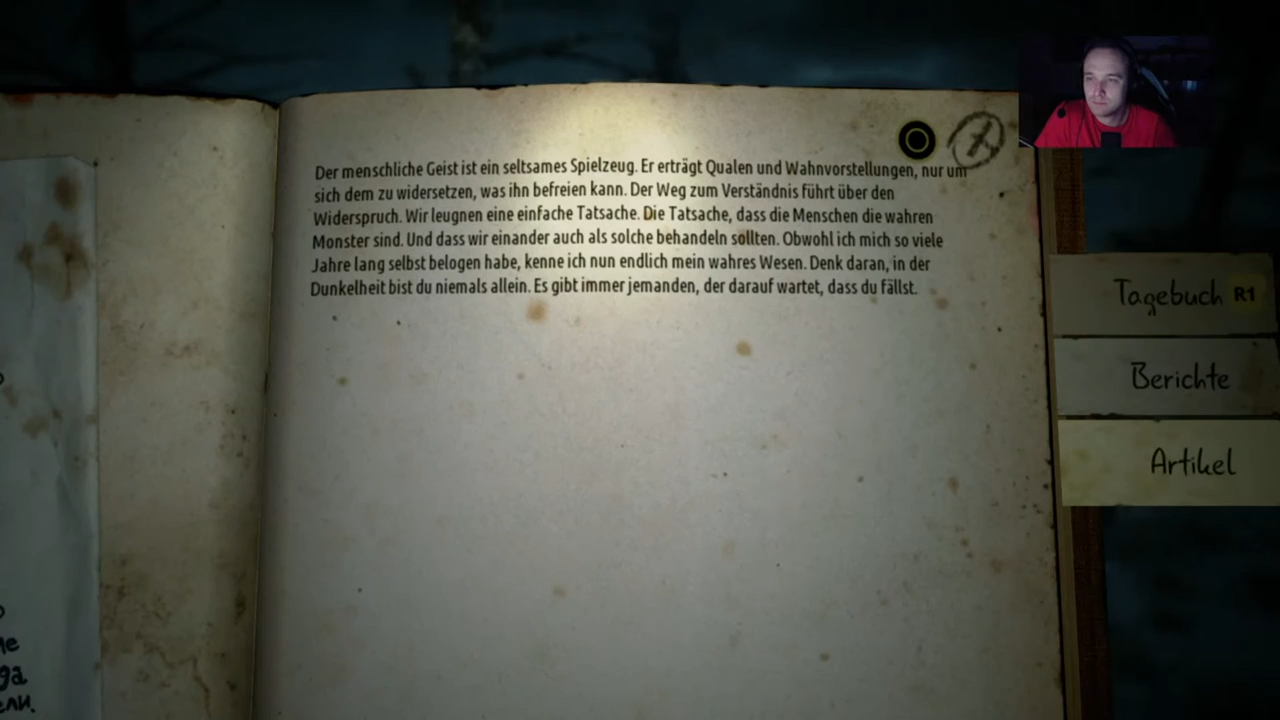 Der menschliche Geist ist ein seltsames Spielzeug. Er erträgt Qualen und Wahnvorstellungen, nur um
sich dem zu widersetzen, was ihn befreien kann. Der Weg zum Verständnis führt über den
Widerspruch. Wir leugnen eine einfache Tatsache. Die Tatsache, dass die Menschen die wahren
Monster sind. Und dass wir einander auch als solche behandeln sollten. Obwohl ich mich so viele
Jahre lang selbst belogen habe, kenne ich nun endlich mein wahres Wesen. Denk daran, in der
Dunkelheit bist du niemals allein. Es gibt immer jemanden, der darauf wartet, dass du fällst.
Tagebuch R1
Berichte
Artikel